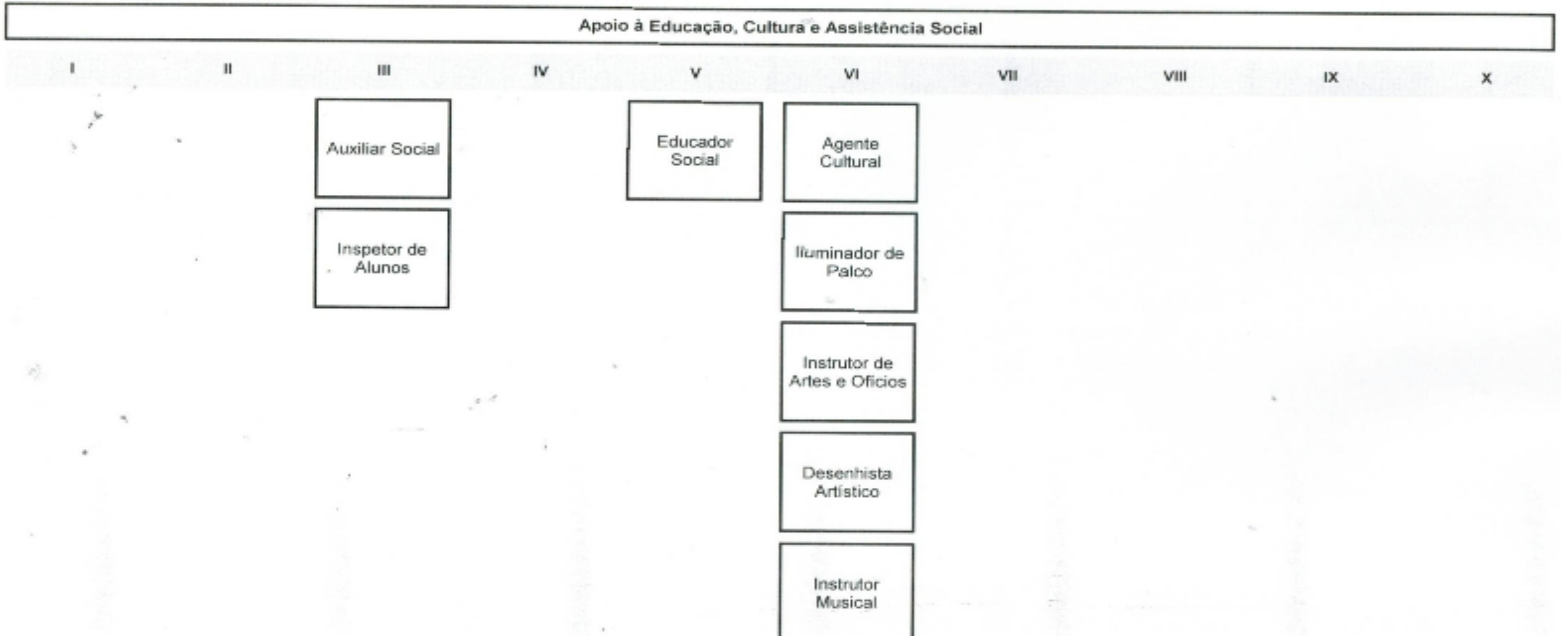 Apoio à Educação, Cultura e Assistência Social
I II III IV V VI VII VIII IX X
Auxiliar Social
Educador
Social
Agente
Cultural
Inspetor de
Alunos
Iluminador de
Palco
Instrutor de
Artes e Ofícios
Desenhista
Artístico
Instrutor
Musical